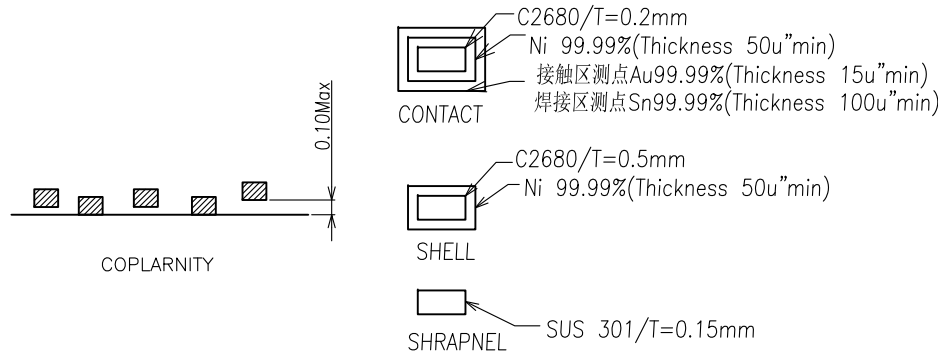 0.10Max
COPLARNITY
C2680/T=0.2mm
Ni 99.99%(Thickness 50u"min)
接触区测点Au99.99%(Thickness 15u"min)
焊接区测点Sn99.99%(Thickness 100u"min)
CONTACT
C2680/T=0.5mm
Ni 99.99%(Thickness 50u"min)
SHELL
SUS 301/T=0.15mm
SHRAPNEL